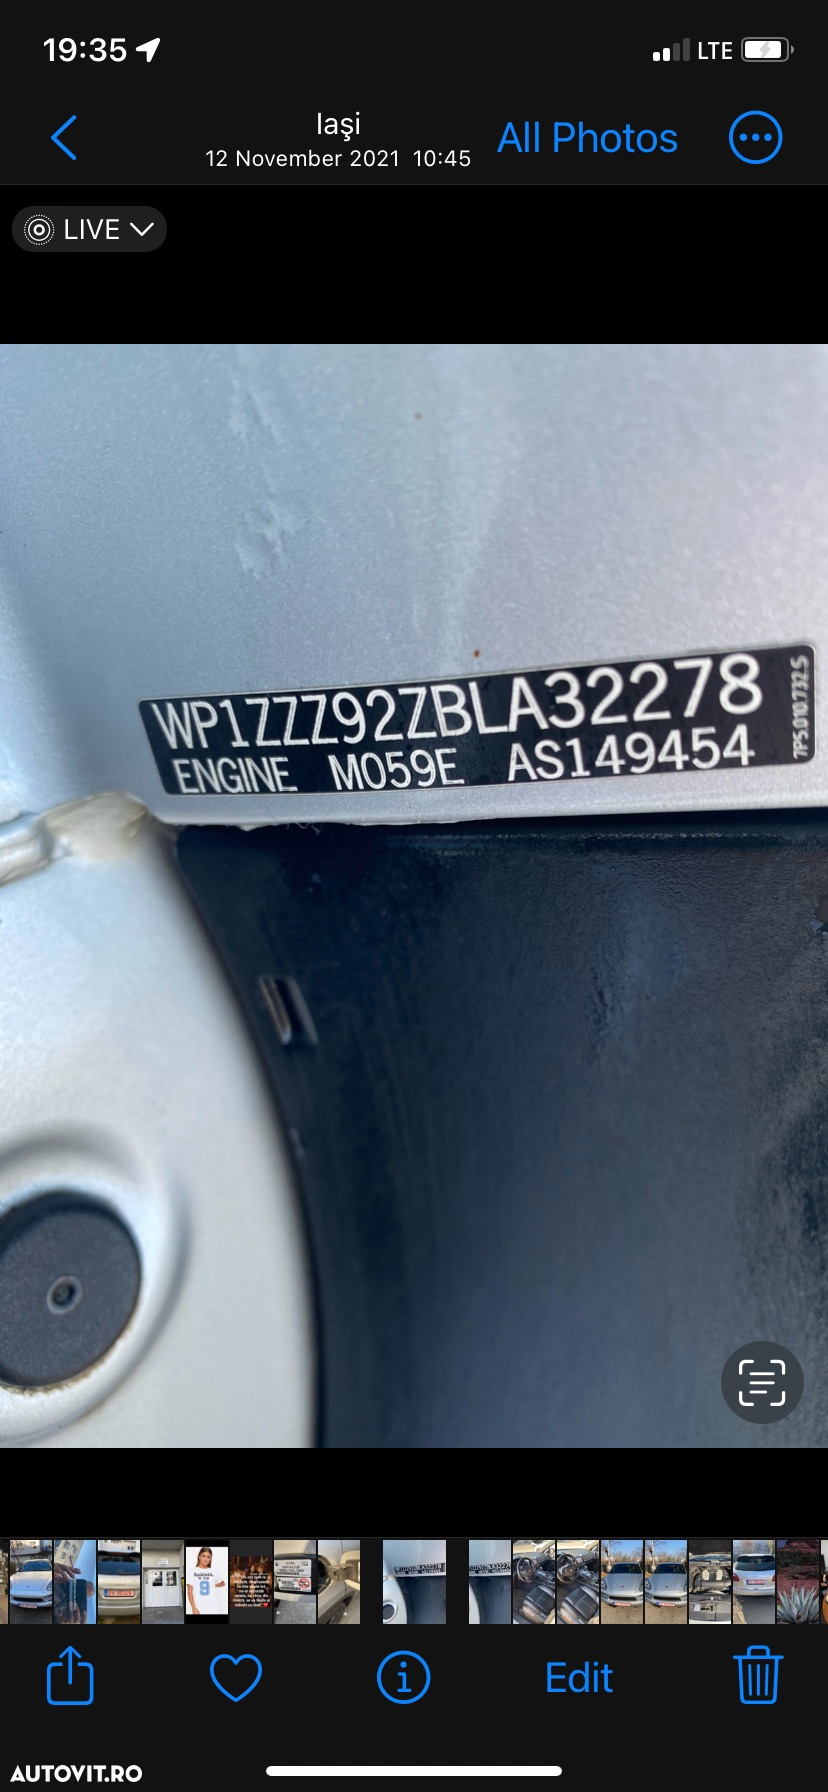 19:35
LTE
Iași
12 November 2021 10:45
All Photos
LIVE
WP1ZZZ92ZBLA32278
ENGINE M059E AS149454
7P5.010.732.S
Edit
AUTOVIT.RO